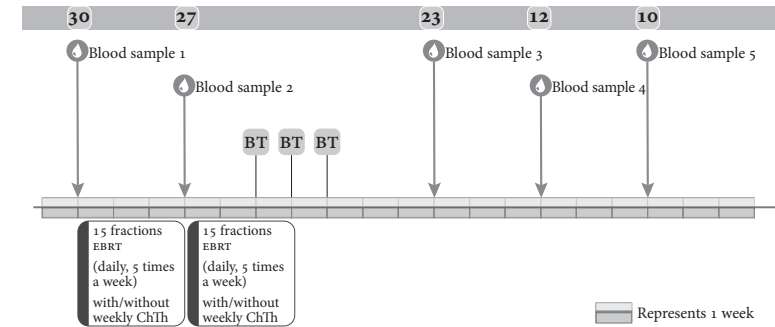 30 27 23 12 10
Blood sample 1
Blood sample 3
Blood sample 5
Blood sample 2
Blood sample 4
BT BT BT
15 fractions
EBRT
(daily, 5 times
a week)
with/without
weekly ChTh
15 fractions
EBRT
(daily, 5 times
a week)
with/without
weekly ChTh
Represents 1 week